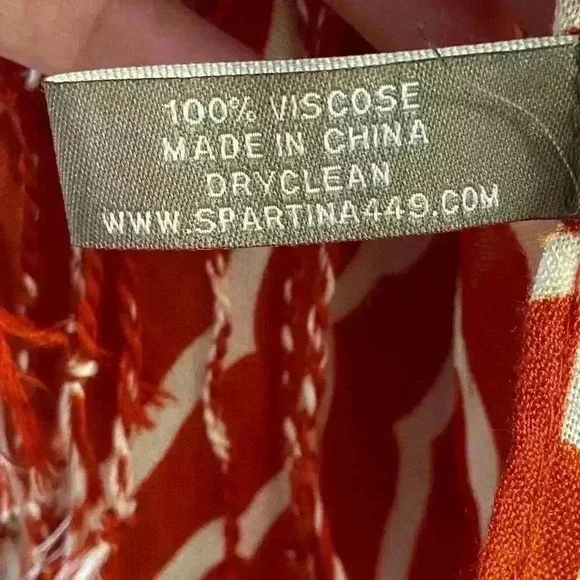 100% VISCOSE
MADE IN CHINA
DRYCLEAN
WWW.SPARTINA449.COM